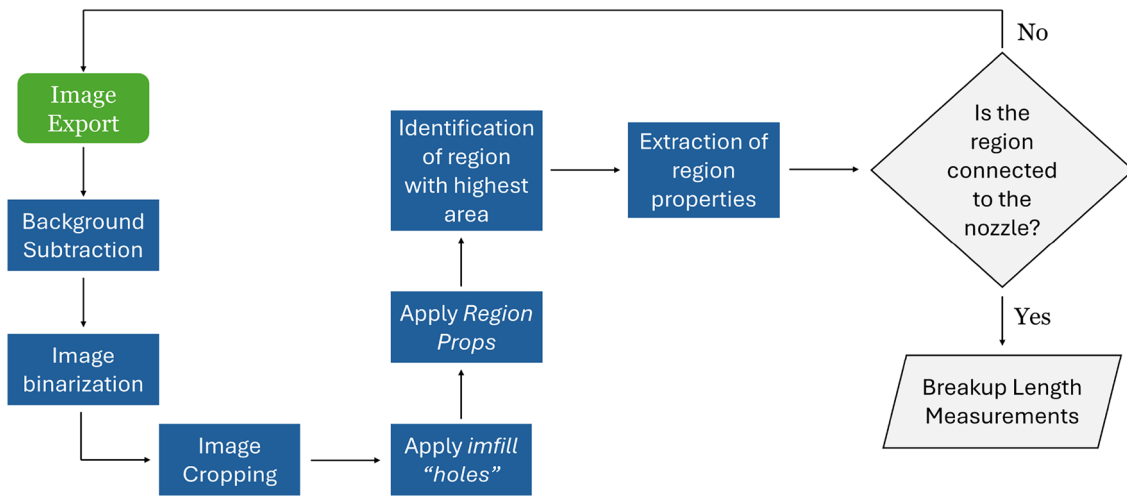 Image
Export
Background
Subtraction
Image
binarization
Image
Cropping
Apply imfill
“holes”
Apply Region
Props
Identification
of region
with highest
area
Extraction of
region
properties
Is the
region
connected
to the
nozzle?
No
Yes
Breakup Length
Measurements